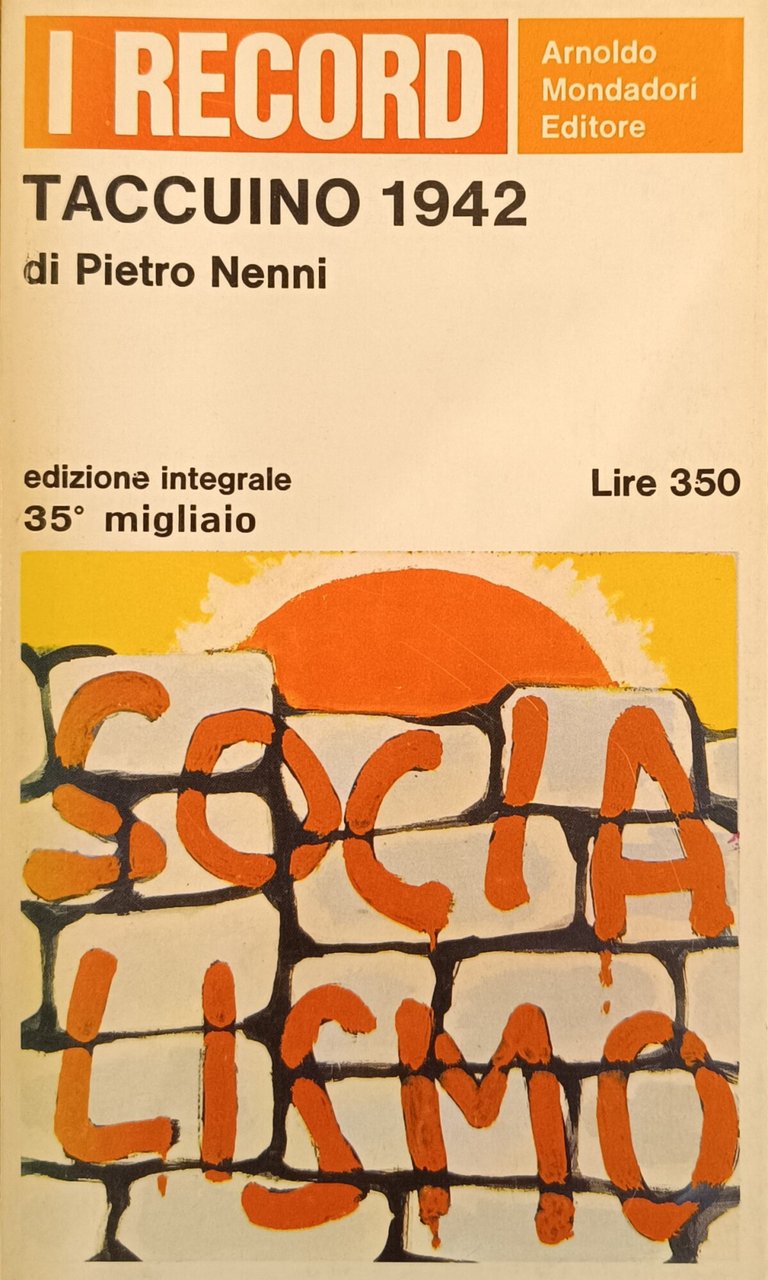 I RECORD
Arnoldo
Mondadori
Editore
TACCUINO 1942
di Pietro Nenni
edizione integrale
35° migliaio
Lire 350
SOCIA
LISMO